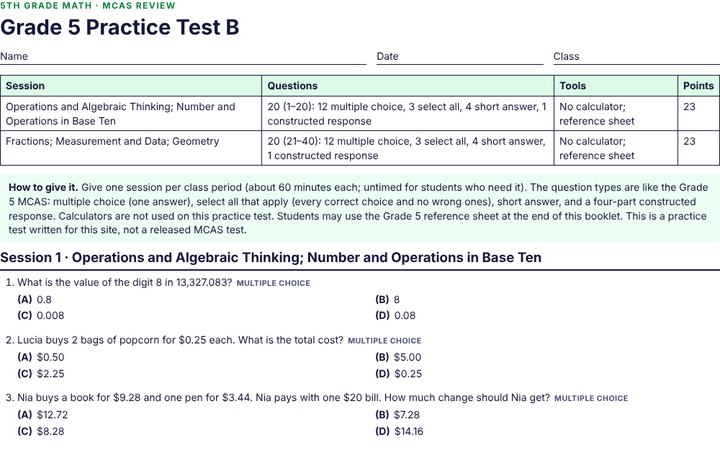 5TH GRADE MATH · MCAS REVIEW
Grade 5 Practice Test B
Name Date Class
Session Questions Tools Points
Operations and Algebraic Thinking; Number and Operations in Base Ten 20 (1–20): 12 multiple choice, 3 select all, 4 short answer, 1 constructed response No calculator; reference sheet 23
Fractions; Measurement and Data; Geometry 20 (21–40): 12 multiple choice, 3 select all, 4 short answer, 1 constructed response No calculator; reference sheet 23
How to give it. Give one session per class period (about 60 minutes each; untimed for students who need it). The question types are like the Grade
5 MCAS: multiple choice (one answer), select all that apply (every correct choice and no wrong ones), short answer, and a four-part constructed
response. Calculators are not used on this practice test. Students may use the Grade 5 reference sheet at the end of this booklet. This is a practice
test written for this site, not a released MCAS test.
Session 1 · Operations and Algebraic Thinking; Number and Operations in Base Ten
1. What is the value of the digit 8 in 13,327.083? MULTIPLE CHOICE
(A) 0.8 (B) 8
(C) 0.008 (D) 0.08
2. Lucia buys 2 bags of popcorn for $0.25 each. What is the total cost? MULTIPLE CHOICE
(A) $0.50 (B) $5.00
(C) $2.25 (D) $0.25
3. Nia buys a book for $9.28 and one pen for $3.44. Nia pays with one $20 bill. How much change should Nia get? MULTIPLE CHOICE
(A) $12.72 (B) $7.28
(C) $8.28 (D) $14.16